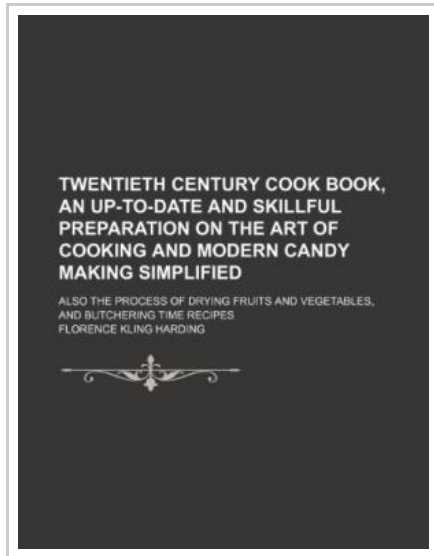 TWENTIETH CENTURY COOK BOOK,
AN UP-TO-DATE AND SKILLFUL
PREPARATION ON THE ART OF
COOKING AND MODERN CANDY
MAKING SIMPLIFIED
ALSO THE PROCESS OF DRYING FRUITS AND VEGETABLES,
AND BUTCHERING TIME RECIPES
FLORENCE KLING HARDING